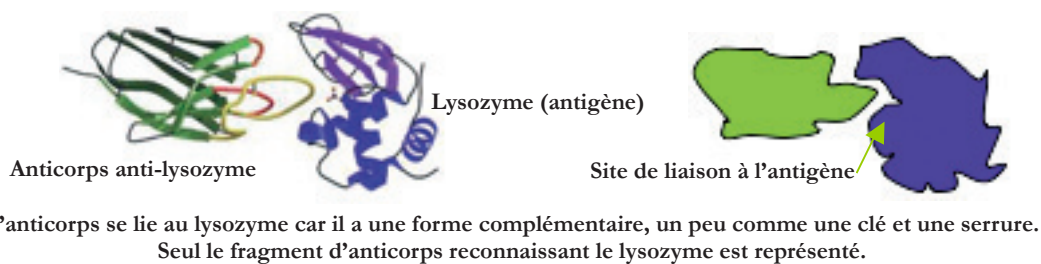 Lysozyme (antigène)
Anticorps anti-lysozyme
Site de liaison à l'antigène
'anticorps se lie au lysozyme car il a une forme complémentaire, un peu comme une clé et une serrure.
Seul le fragment d'anticorps reconnaissant le lysozyme est représenté.